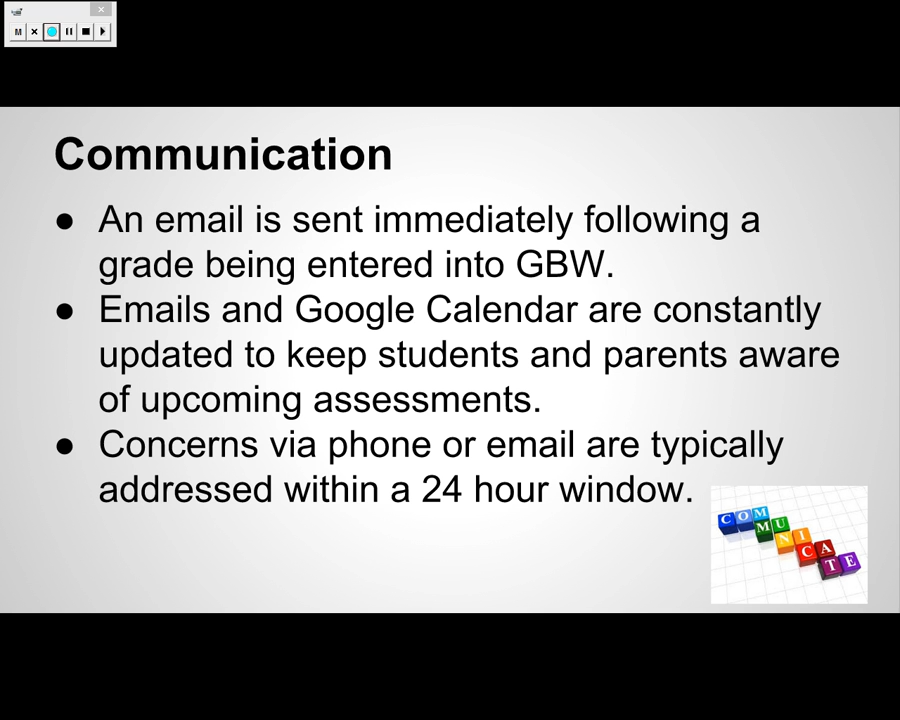 M
Communication
● An email is sent immediately following a
grade being entered into GBW.
● Emails and Google Calendar are constantly
updated to keep students and parents aware
of upcoming assessments.
● Concerns via phone or email are typically
addressed within a 24 hour window.
COMMUNICATE